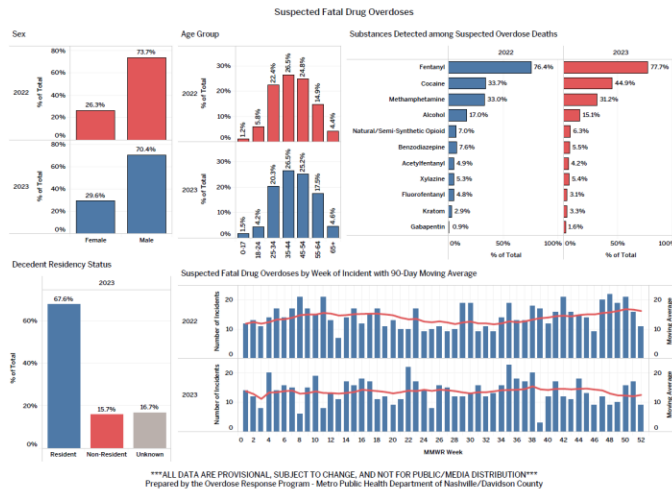 Suspected Fatal Drug Overdoses
Sex
80%
73.7%
60%
40%
26.3%
20%
0%
2022
% of Total
80%
70.4%
60%
40%
29.6%
20%
0%
2023
% of Total
Female
Male
Age Group
80%
60%
40%
20%
0%
2022
% of Total
1.2%
5.8%
22.4%
26.5%
24.8%
14.9%
4.4%
80%
60%
40%
20%
0%
2023
% of Total
1.5%
4.2%
20.3%
26.5%
25.2%
17.5%
4.6%
0-17
18-24
25-34
35-44
45-54
55-64
65+
Substances Detected among Suspected Overdose Deaths
2022 2023
Fentanyl 76.4% 77.7%
Cocaine 33.7% 44.9%
Methamphetamine 33.0% 31.2%
Alcohol 17.0% 15.1%
Natural/Semi-Synthetic Opioid 7.0% 6.3%
Benzodiazepine 7.6% 5.5%
Acetylfentanyl 4.9% 4.2%
Xylazine 5.3% 5.4%
Fluorofentanyl 4.8% 3.1%
Kratom 2.9% 3.3%
Gabapentin 0.9% 1.6%
0% 50% 100% 0% 50% 100%
% of Total % of Total
Decedent Residency Status
2023
67.6%
60%
40%
20%
0%
% of Total
15.7%
16.7%
Resident
Non-Resident
Unknown
Suspected Fatal Drug Overdoses by Week of Incident with 90-Day Moving Average
2022
Number of Incidents
20
10
0
20
10
0
Moving Average
2023
Number of Incidents
20
10
0
20
10
0
Moving Average
0 2 4 6 8 10 12 14 16 18 20 22 24 26 28 30 32 34 36 38 40 42 44 46 48 50 52
MMWR Week
***ALL DATA ARE PROVISIONAL, SUBJECT TO CHANGE, AND NOT FOR PUBLIC/MEDIA DISTRIBUTION***
Prepared by the Overdose Response Program - Metro Public Health Department of Nashville/Davidson County